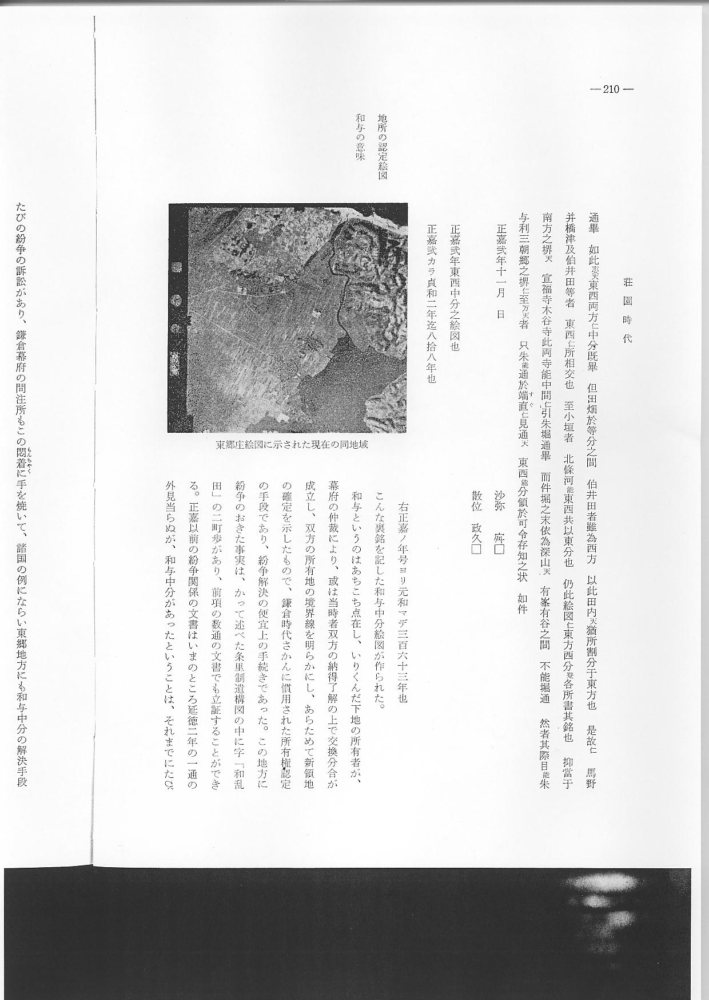 —210—
荘園時代
通畢　如此志天東西両方仁中分既畢　但田畑於等分之間　伯井田者雖為西方　以此田内天猶所割分于東方也　是故仁　馬野
并橋津及伯井田等者　東西仁所相交也　至小垣者　北條河能東西共以東分也　仍此絵図仁東方西分登各所書其銘也　抑當于
南方之堺天　宣福寺木谷寺此両寺能中間仁引朱堀通畢　而件堀之末依為深山天　有峯有谷之間　不能堀通　然者其際目能朱
与利三朝郷之堺仁至万天者　只朱能通於端直仁見通天　東西能分領於可令存知之状　如件
すぐ
正嘉弐年十一月　日
沙弥　　　□
散位　政久□
正嘉弐年東西中分之絵図也
正嘉弐カラ貞和二年迄八拾八年也
地所の認定絵図
和与の意味
右正嘉ノ年号ヨリ元和マデ三百六十三年也
こんな裏銘を記した和与中分絵図が作られた。
和与というのはあちこち点在し、いりくんだ下地の所有者が、
幕府の仲裁により、或は当時者双方の納得了解の上で交換分合が
成立し、双方の所有地の境界線を明らかにし、あらためて新領地
の確定を示したもので、鎌倉時代さかんに慣用された所有権認定
の手段であり、紛争解決の便宜上の手続きであった。この地方に
紛争のおきた事実は、かって述べた条里制遺構図の中に字「和乱
田」の二町歩があり、前項の数通の文書でも立証することができ
る。正嘉以前の紛争関係の文書はいまのところ延徳二年の一通の
外見当らぬが、和与中分があったということは、それまでにたび
東郷庄絵図に示された現在の同地域
たびの紛争の訴訟があり、鎌倉幕府の問注所もこの悶着に手を焼いて、諸国の例にならい東郷地方にも和与中分の解決手段
もんちゃく